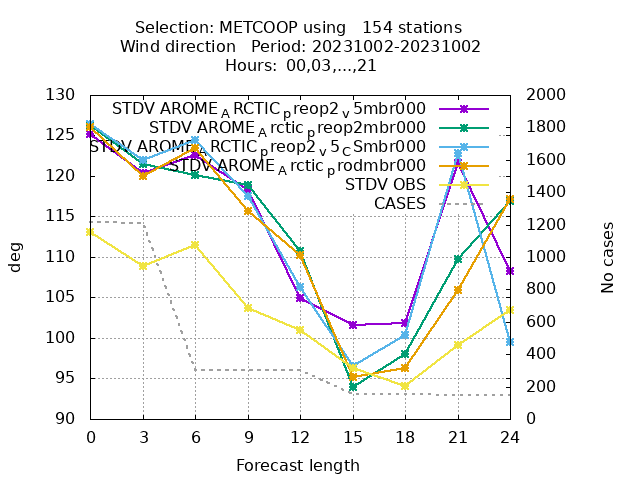 Selection: METCOOP using   154 stations
Wind direction   Period: 20231002-20231002
Hours:  00,03,...,21
STDV AROME_ARCTIC_preop2_v5mbr000
STDV AROME_Arctic_preop2mbr000
STDV AROME_ARCTIC_preop2_v5_CSmbr000
STDV AROME_Arctic_prodmbr000
STDV OBS
CASES
130
125
120
115
110
105
100
95
90
deg
2000
1800
1600
1400
1200
1000
800
600
400
200
0
No cases
0 3 6 9 12 15 18 21 24
Forecast length